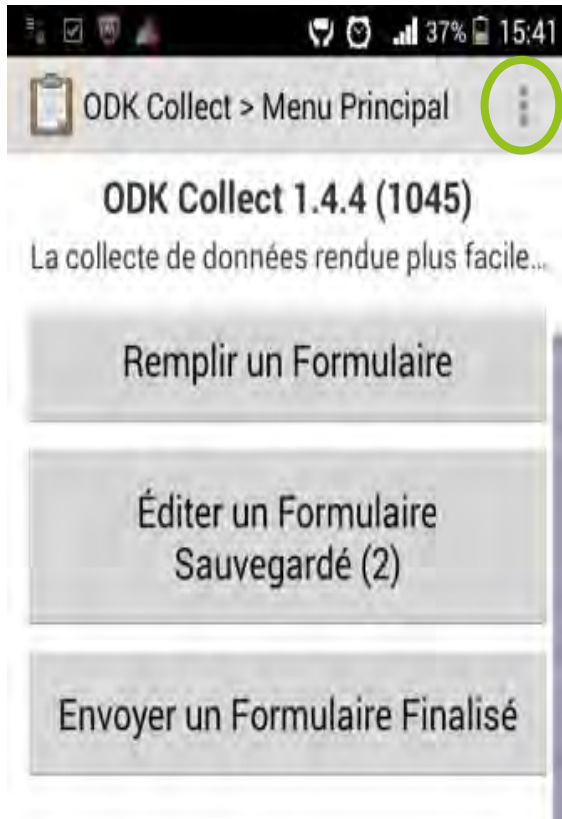 37% 15:41
ODK Collect > Menu Principal
ODK Collect 1.4.4 (1045)
La collecte de données rendue plus facile...
Remplir un Formulaire
Éditer un Formulaire
Sauvegardé (2)
Envoyer un Formulaire Finalisé